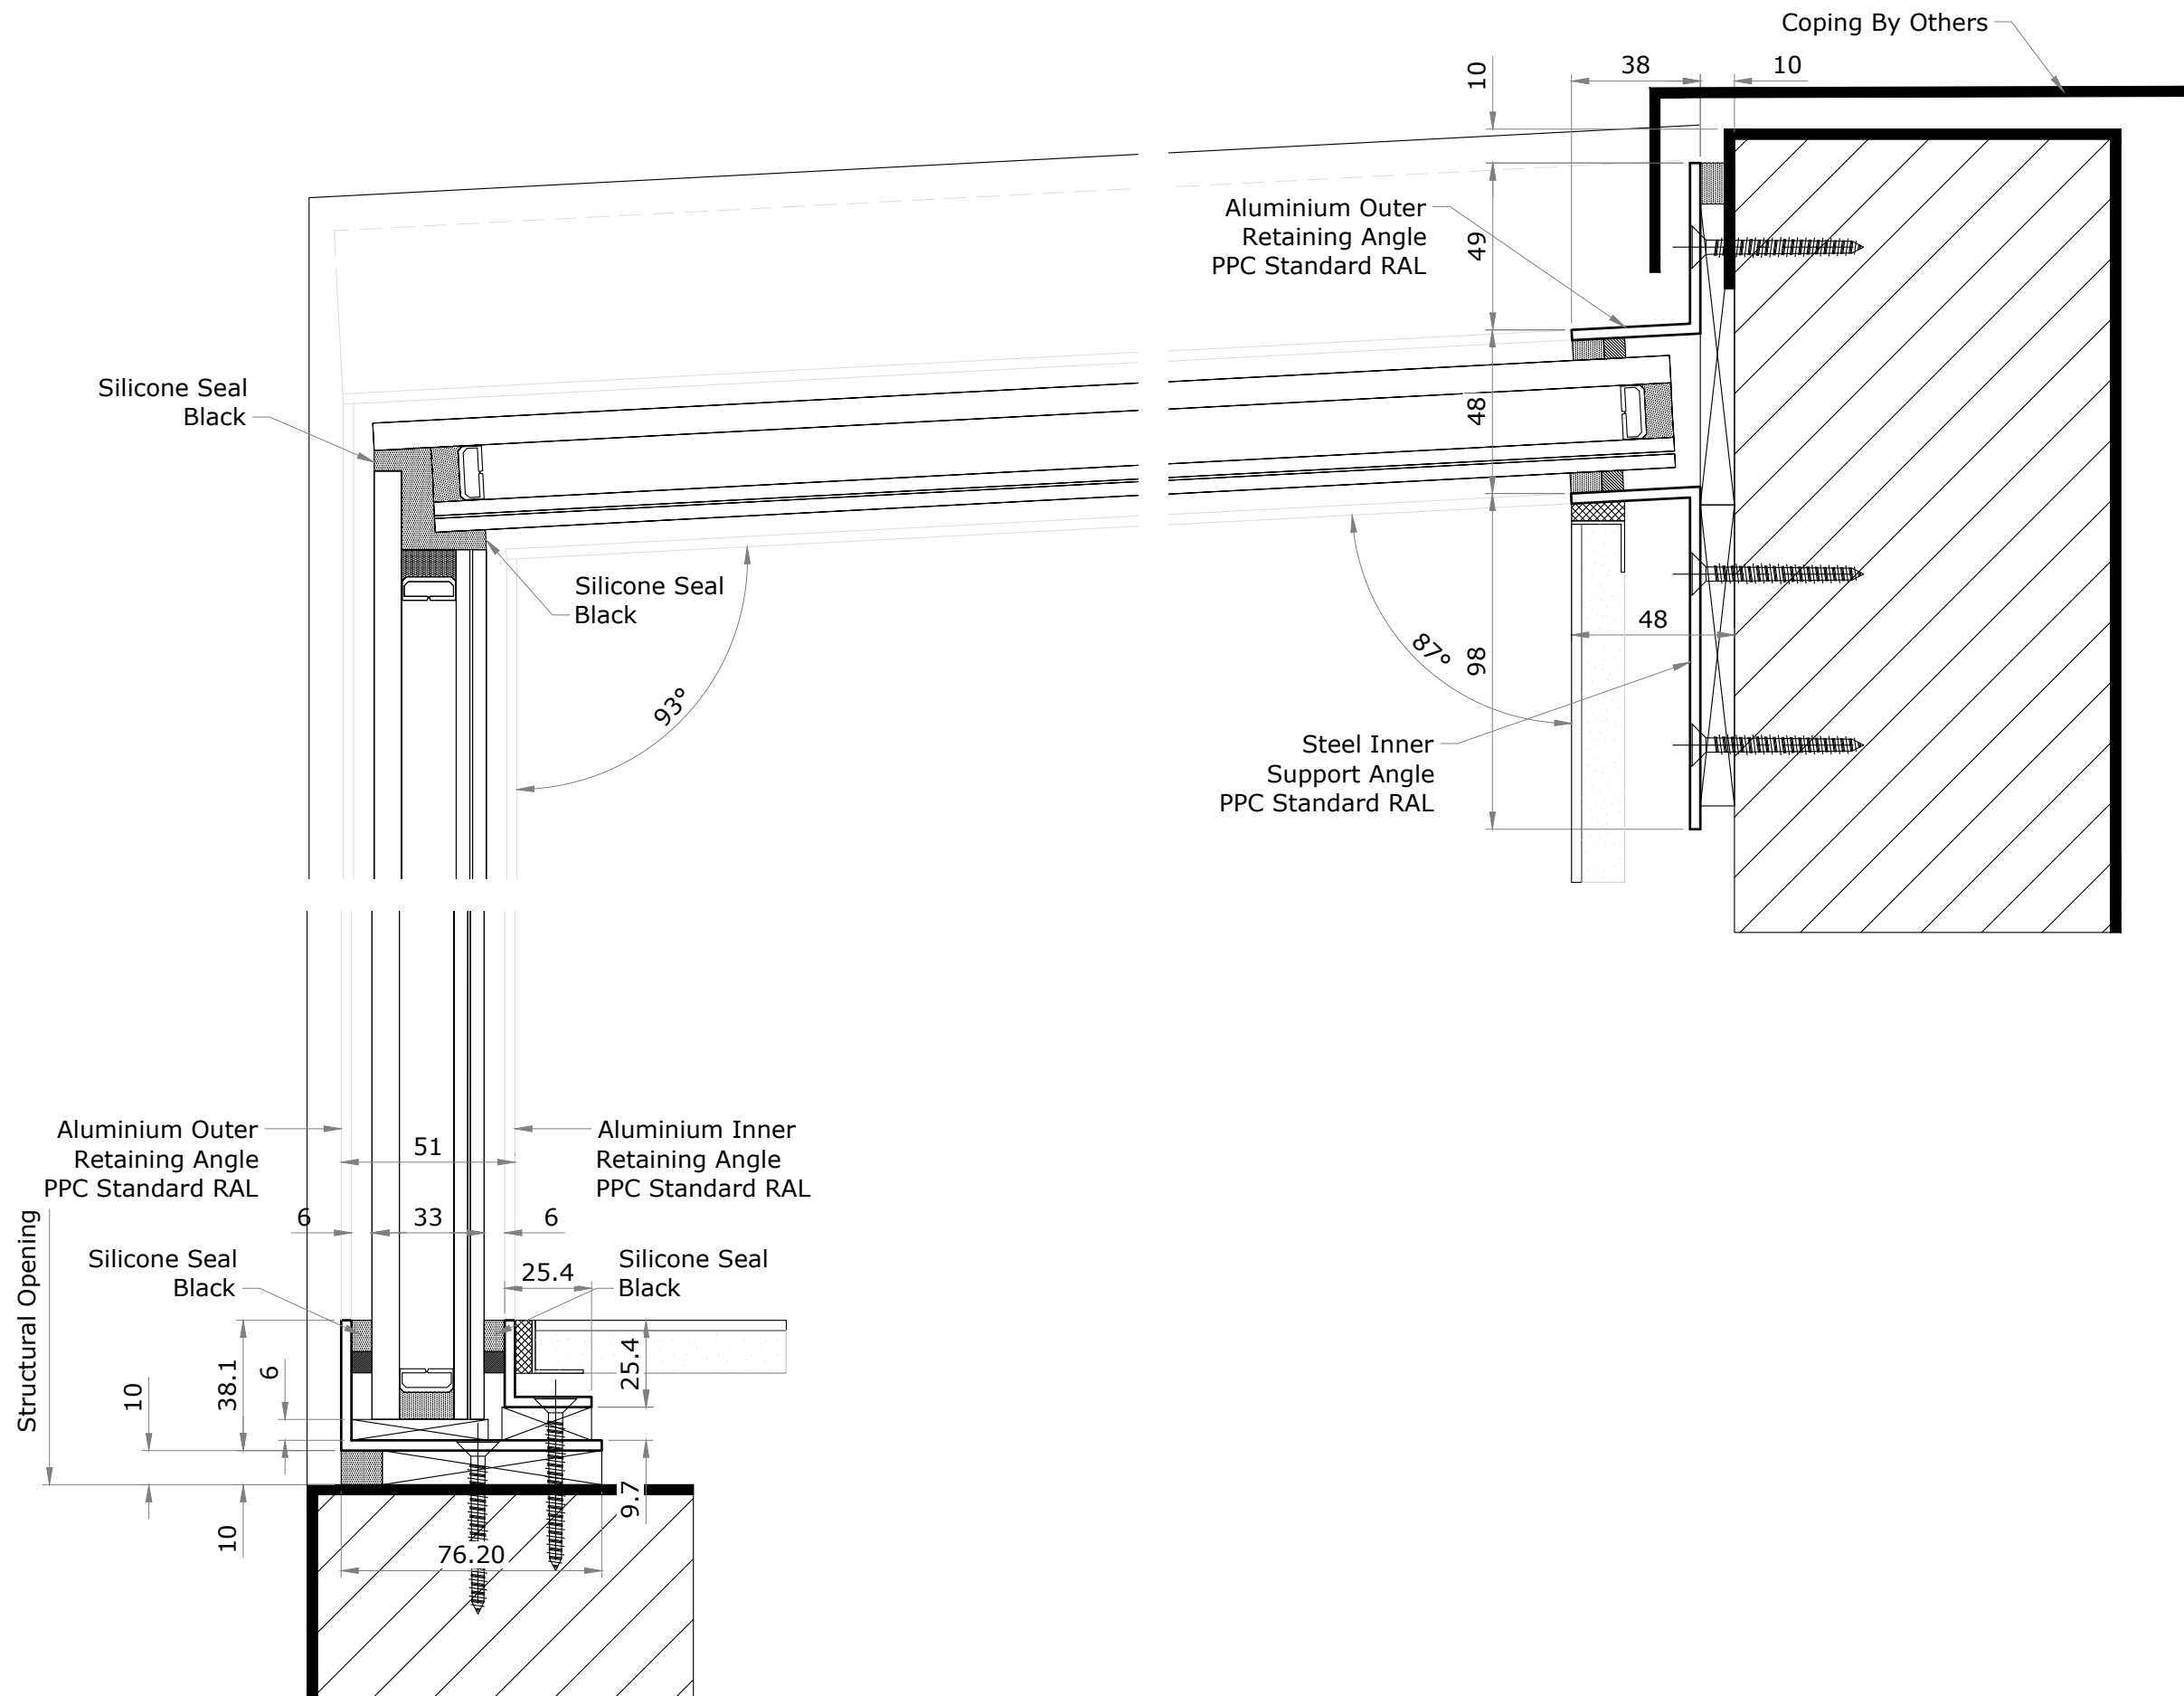 Coping By Others
10
38
10
Aluminium Outer
Retaining Angle
PPC Standard RAL
49
Silicone Seal
Black
48
Silicone Seal
Black
93°
87°
48
98
Steel Inner
Support Angle
PPC Standard RAL
Aluminium Outer
Retaining Angle
PPC Standard RAL
51
Aluminium Inner
Retaining Angle
PPC Standard RAL
6
33
6
Structural Opening
Silicone Seal
Black
25.4
Silicone Seal
Black
10
38.1
6
25.4
10
9.7
76.20